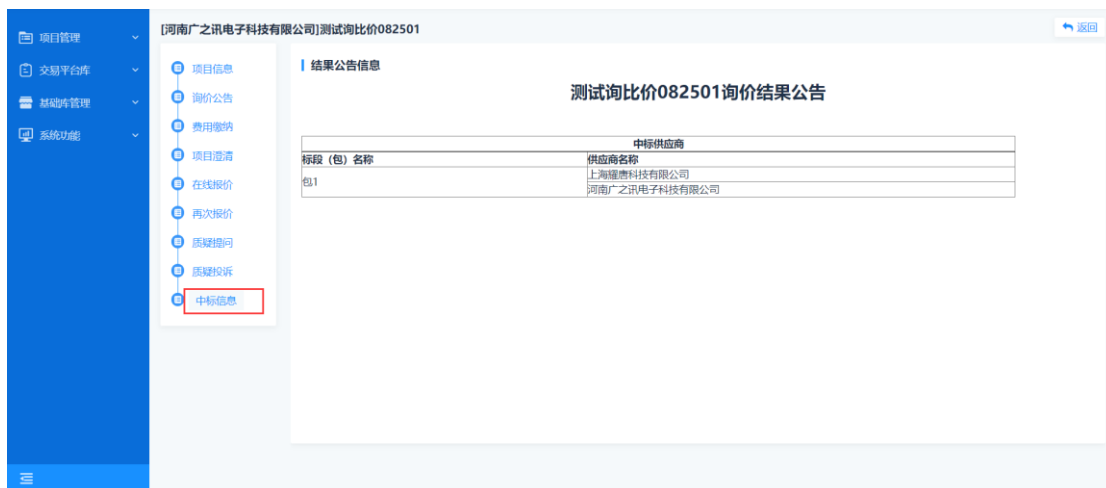 [河南广之讯电子科技有限公司]测试询比价082501
返回
项目管理
交易平台库
基础库管理
系统功能
项目信息
询价公告
费用缴纳
项目澄清
在线报价
再次报价
质疑提问
质疑投诉
中标信息
结果公告信息
测试询比价082501询价结果公告
中标供应商
标段（包）名称 供应商名称
包1
上海耀唐科技有限公司
河南广之讯电子科技有限公司